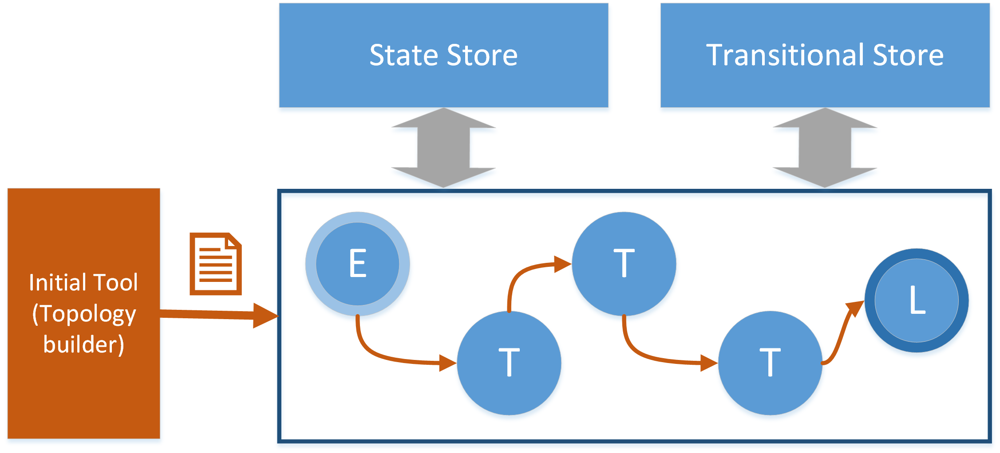 State Store
Transitional Store
Initial Tool
(Topology
builder)
E
T
T
T
L